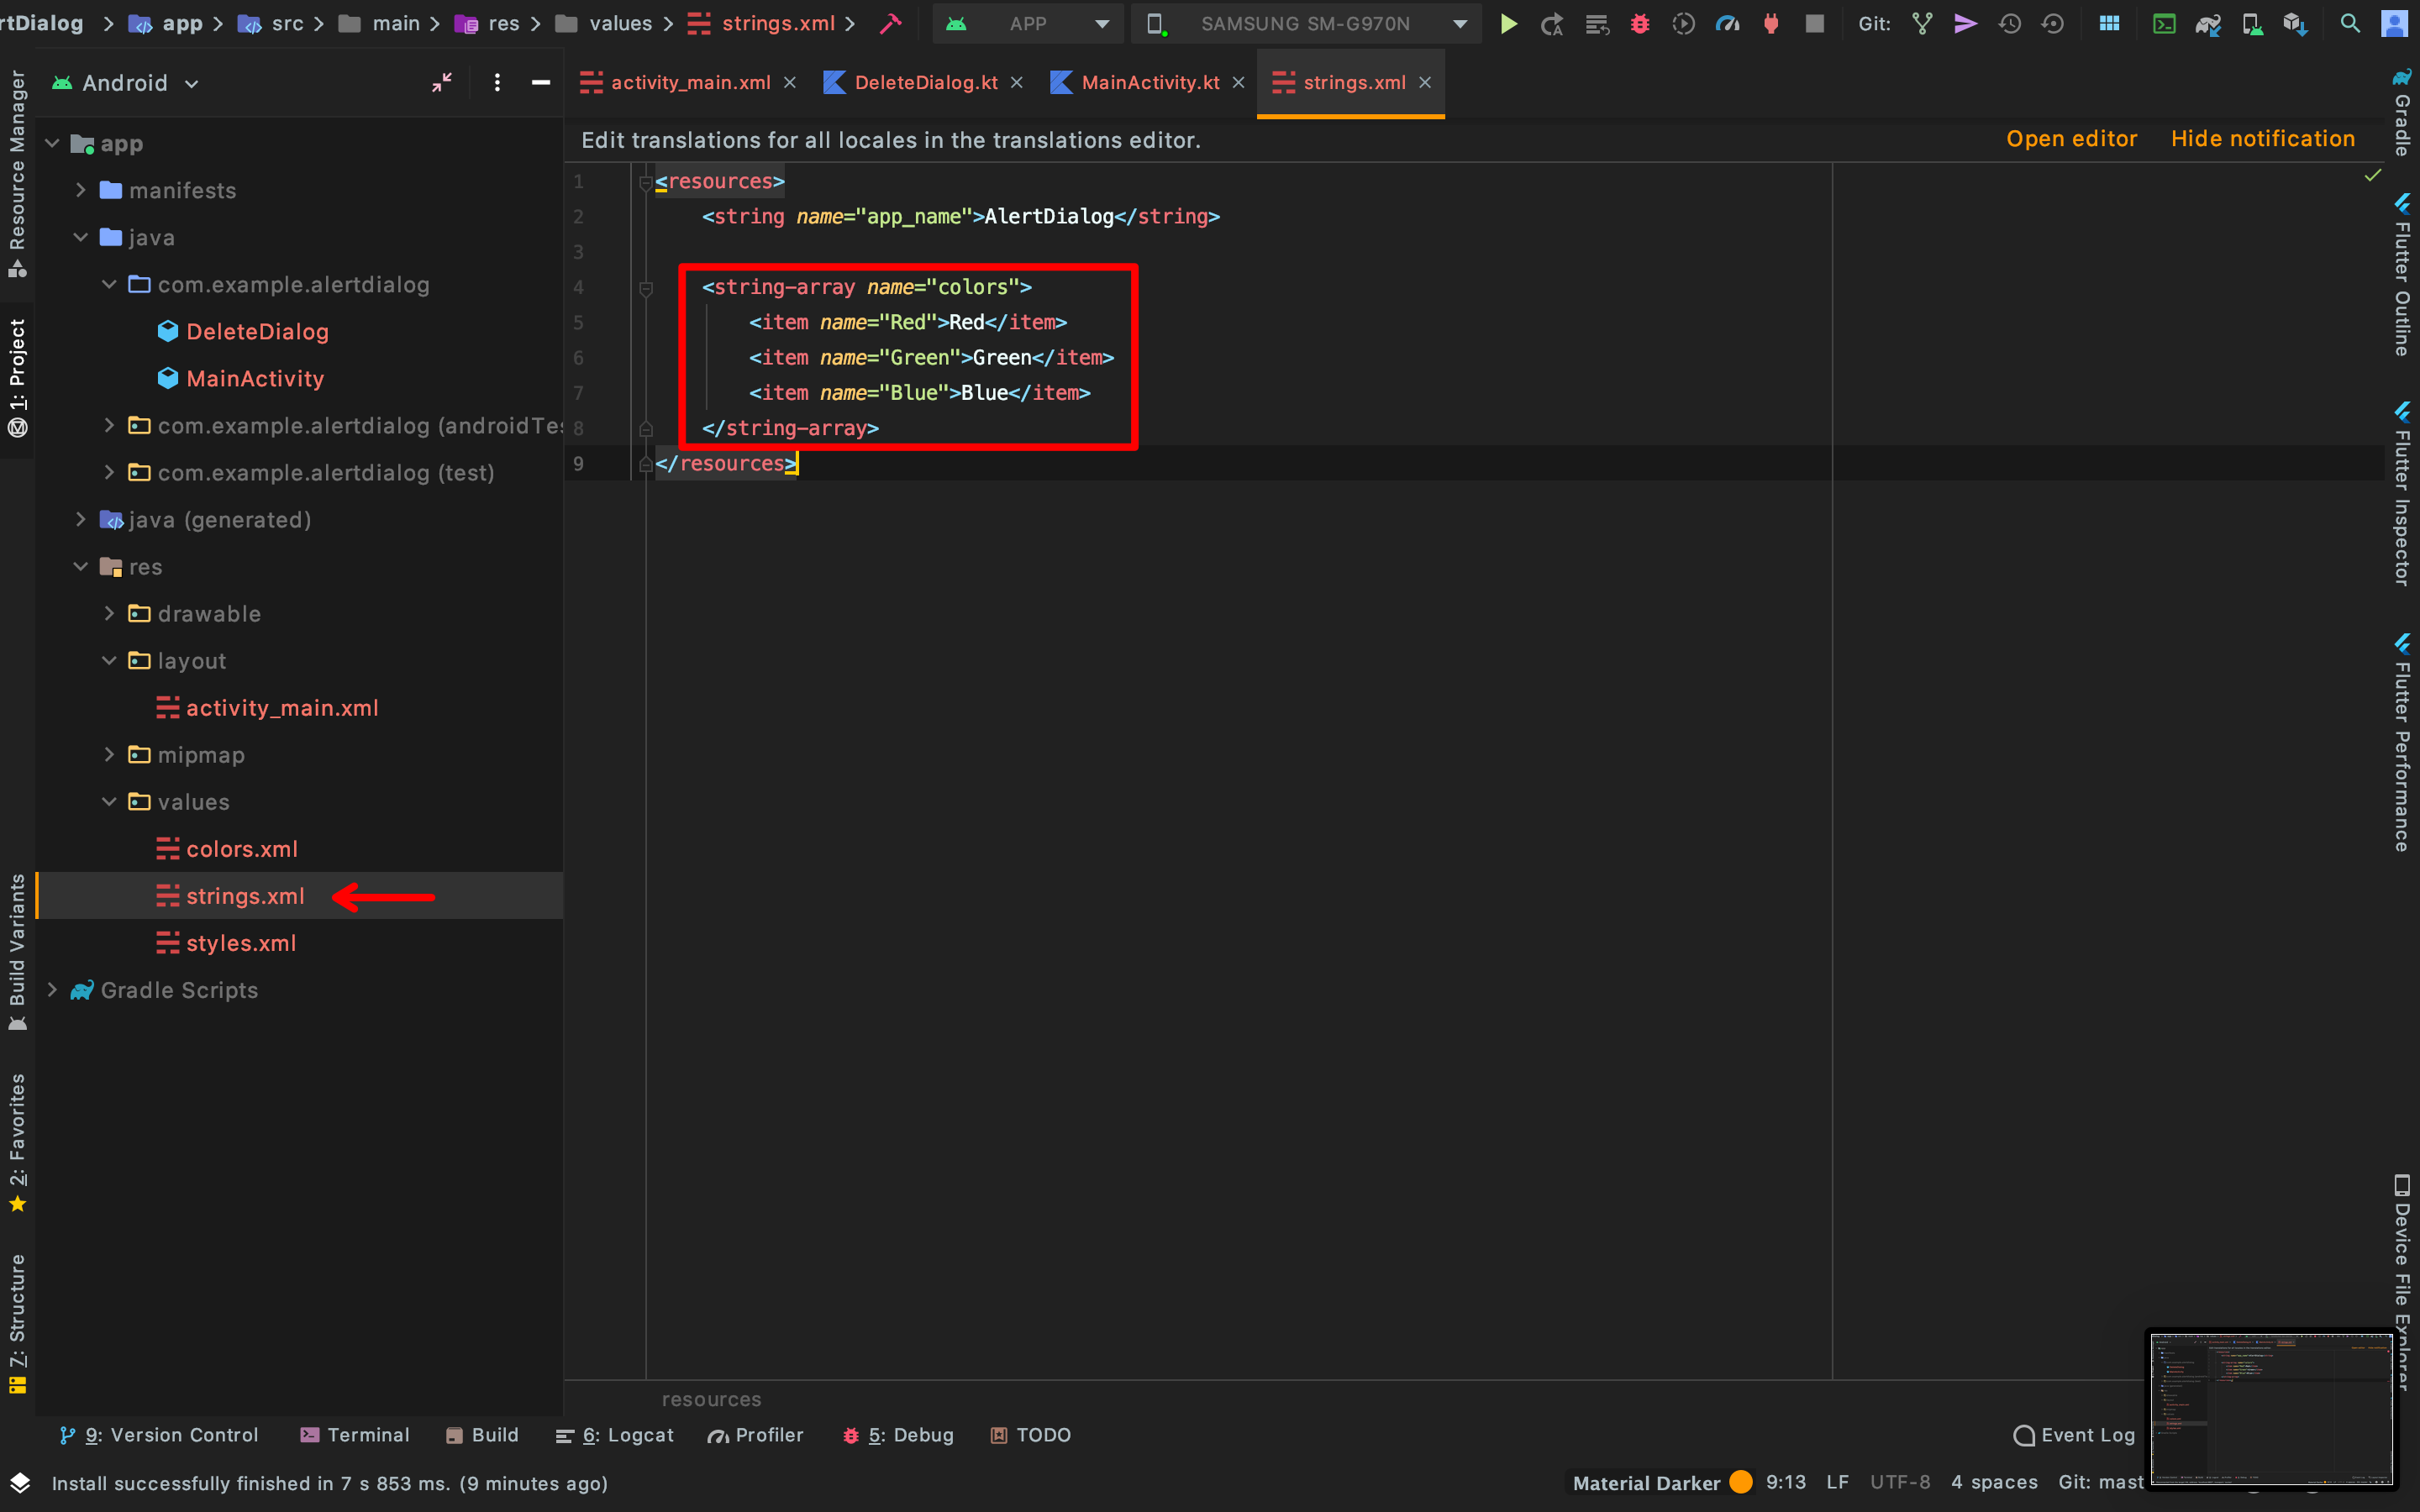 rtDialog app src main res values strings.xml APP SAMSUNG SM-G970N Git:
Android
activity_main.xml DeleteDialog.kt MainActivity.kt strings.xml
Edit translations for all locales in the translations editor. Open editor Hide notification
Resource Manager
1: Project
Build Variants
2: Favorites
7: Structure
app
manifests
java
com.example.alertdialog
DeleteDialog
MainActivity
com.example.alertdialog (androidTes
com.example.alertdialog (test)
java (generated)
res
drawable
layout
activity_main.xml
mipmap
values
colors.xml
strings.xml
styles.xml
Gradle Scripts
1 <resources>
2 <string name="app_name">AlertDialog</string>
3
4 <string-array name="colors">
5 <item name="Red">Red</item>
6 <item name="Green">Green</item>
7 <item name="Blue">Blue</item>
8 </string-array>
9 </resources>
Gradle
Flutter Outline
Flutter Inspector
Flutter Performance
Device File Explorer
resources
9: Version Control Terminal Build 6: Logcat Profiler 5: Debug TODO Event Log
Install successfully finished in 7 s 853 ms. (9 minutes ago) Material Darker 9:13 LF UTF-8 4 spaces Git: mast